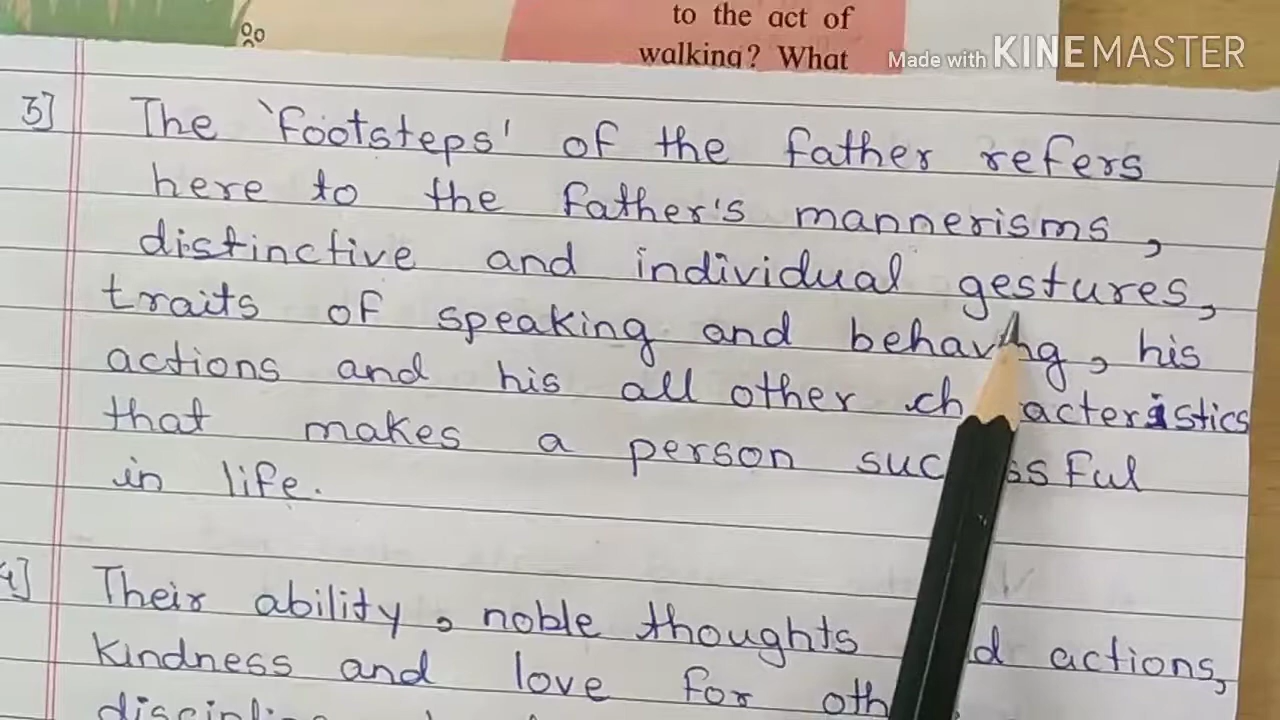 to the act of
walking? What
Made with KINEMASTER
3] The 'footsteps' of the father refers
here to the father's mannerisms,
distinctive and individual gestures,
traits of speaking and behaving, his
actions and his all other characteristics
that makes a person successful
in life.
4] Their ability, noble thoughts and actions,
kindness and love for